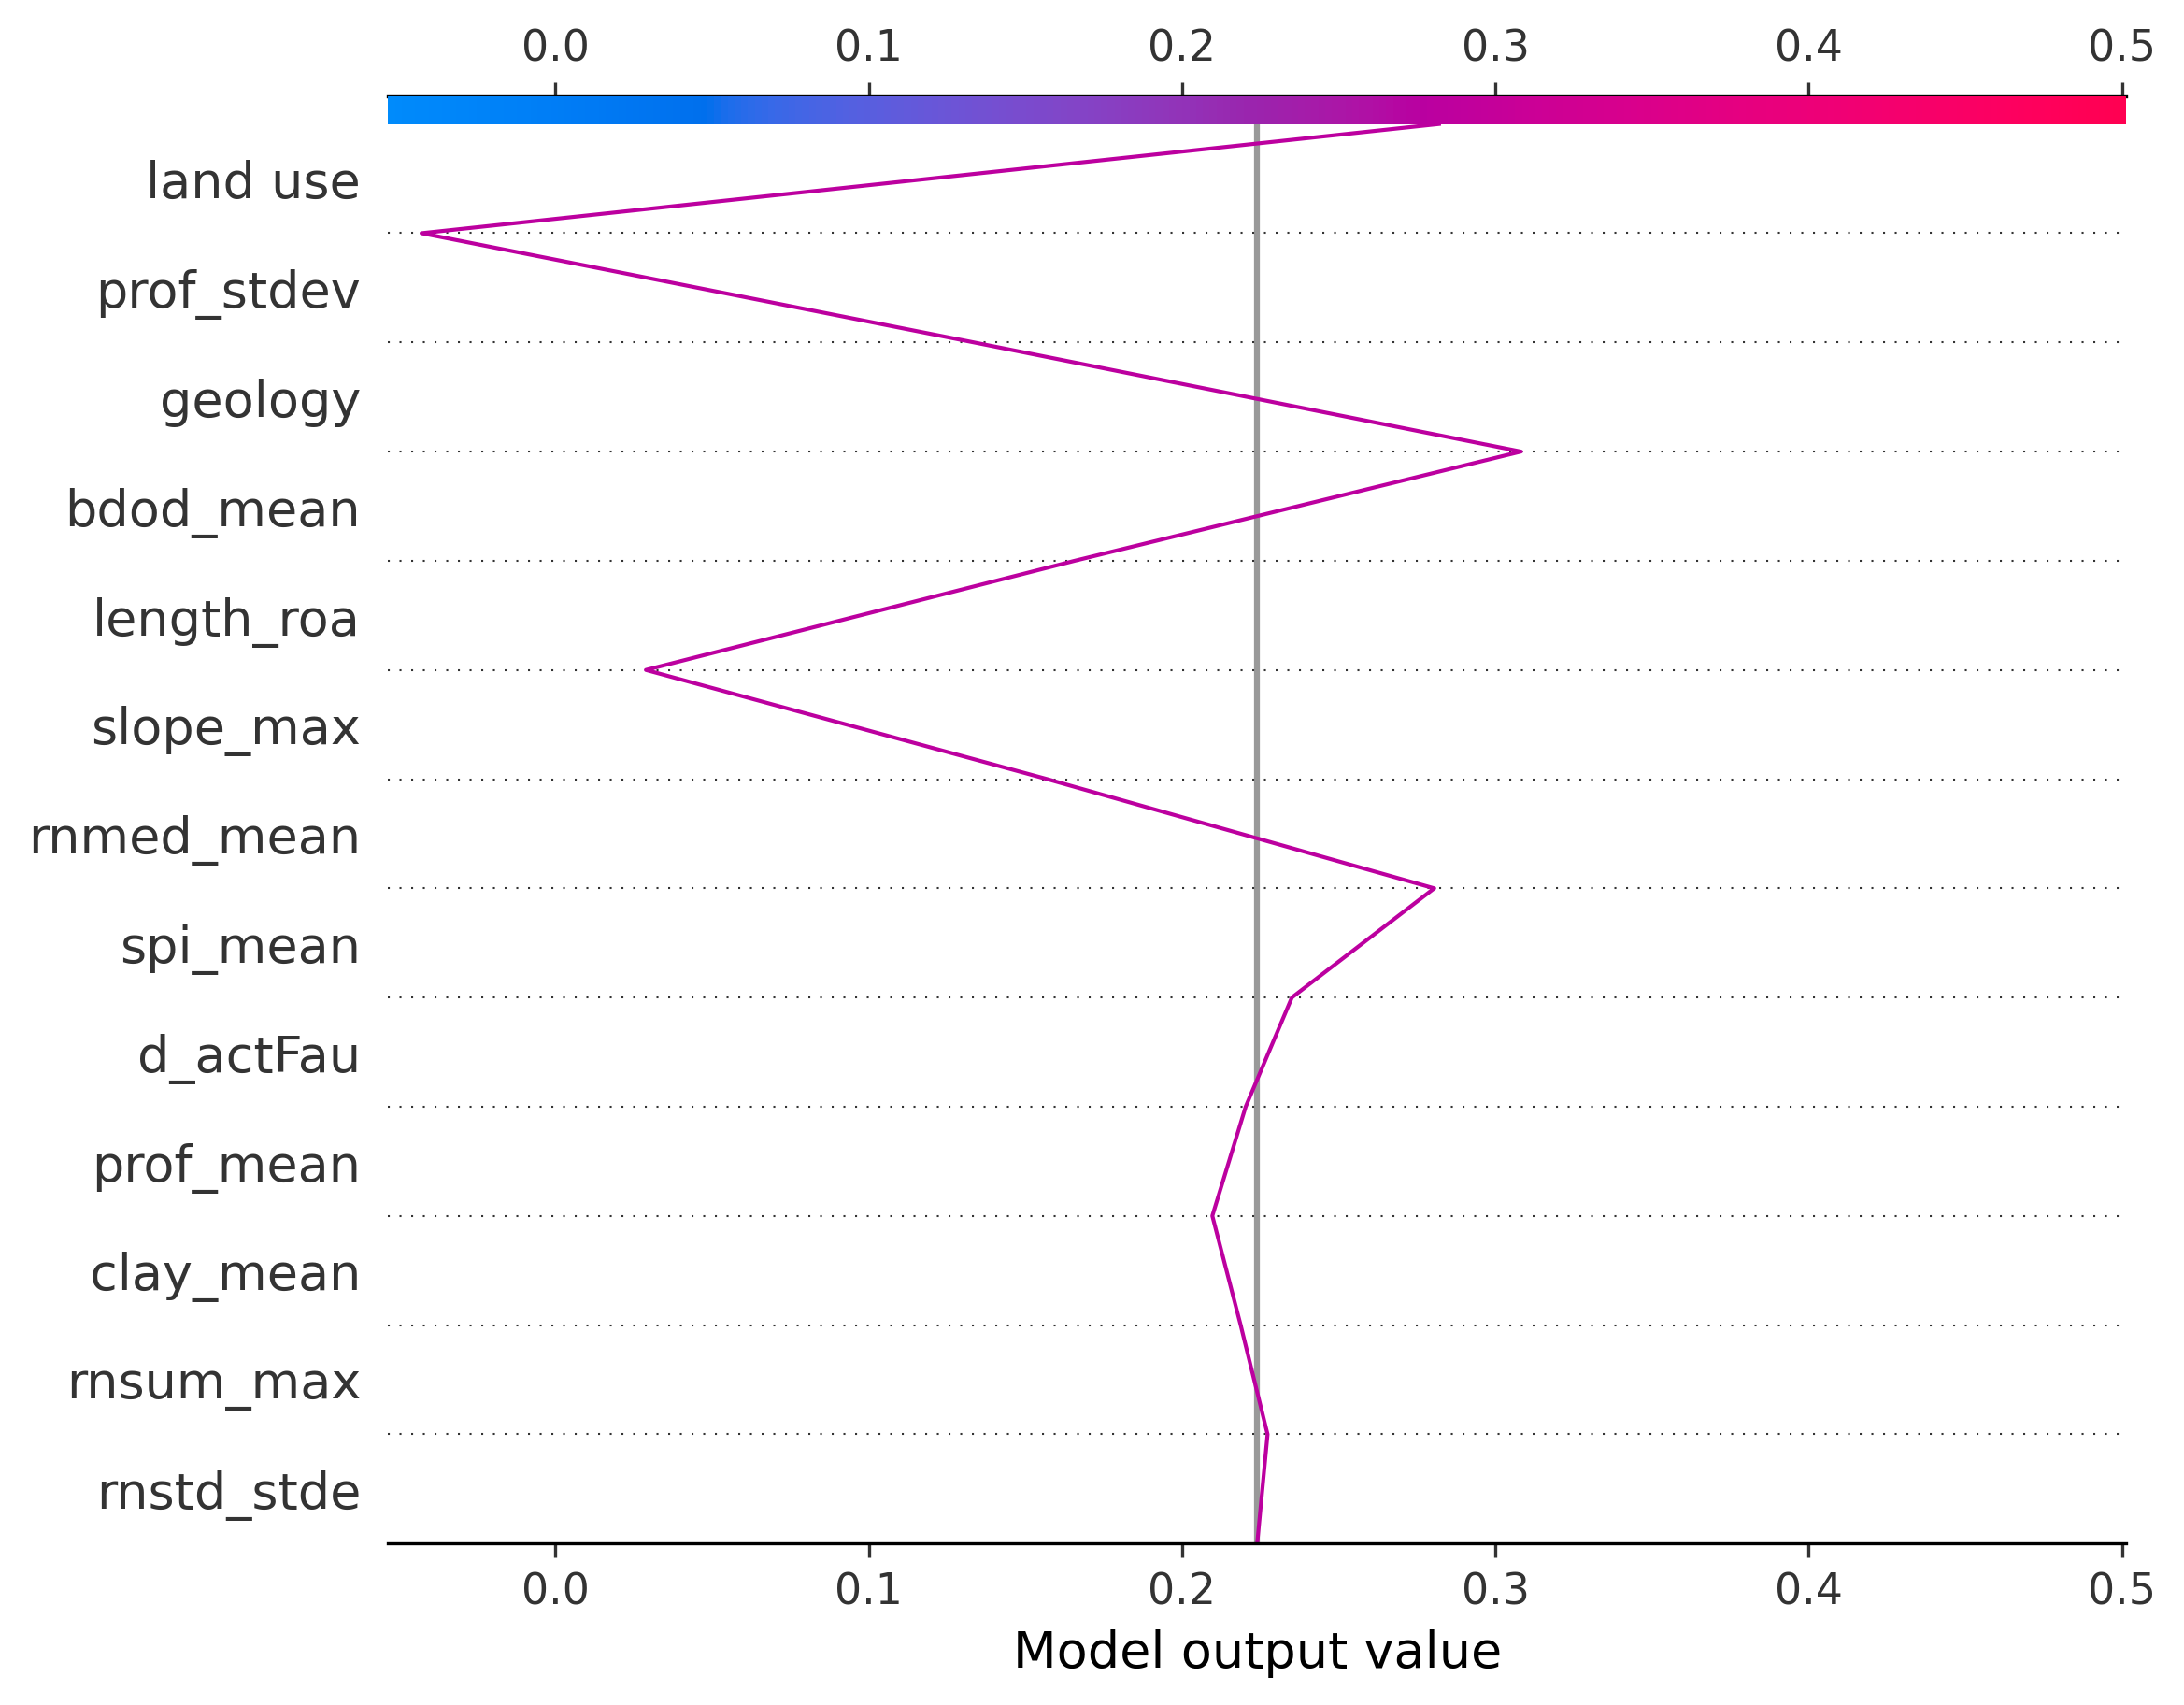 0.0 0.1 0.2 0.3 0.4 0.5
land use
prof_stdev
geology
bdod_mean
length_roa
slope_max
rnmed_mean
spi_mean
d_actFau
prof_mean
clay_mean
rnsum_max
rnstd_stde
0.0 0.1 0.2 0.3 0.4 0.5
Model output value